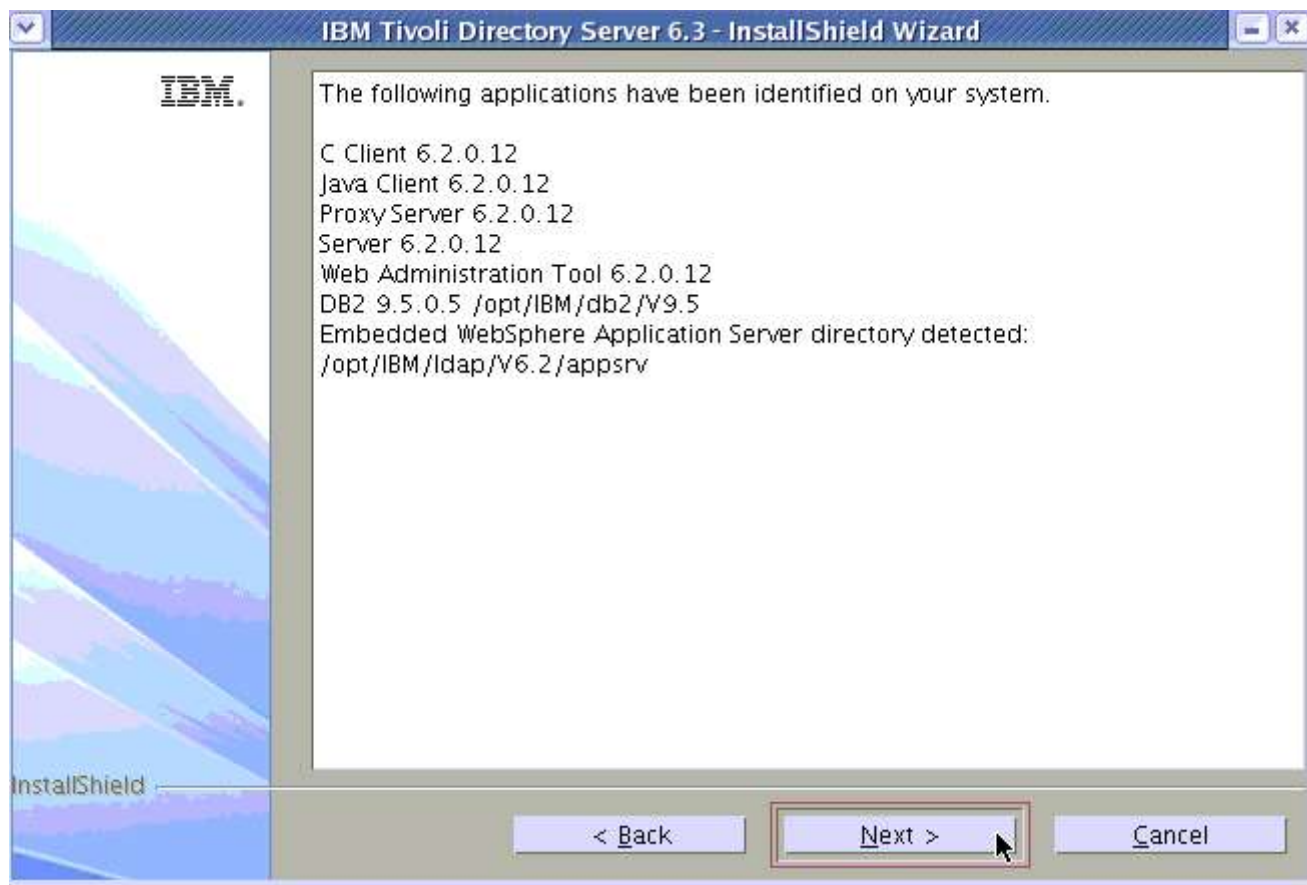 IBM Tivoli Directory Server 6.3 - InstallShield Wizard
IBM.
The following applications have been identified on your system.
C Client 6.2.0.12
Java Client 6.2.0.12
Proxy Server 6.2.0.12
Server 6.2.0.12
Web Administration Tool 6.2.0.12
DB2 9.5.0.5 /opt/IBM/db2/V9.5
Embedded WebSphere Application Server directory detected:
/opt/IBM/ldap/V6.2/appsrv
InstallShield
< Back
Next >
Cancel